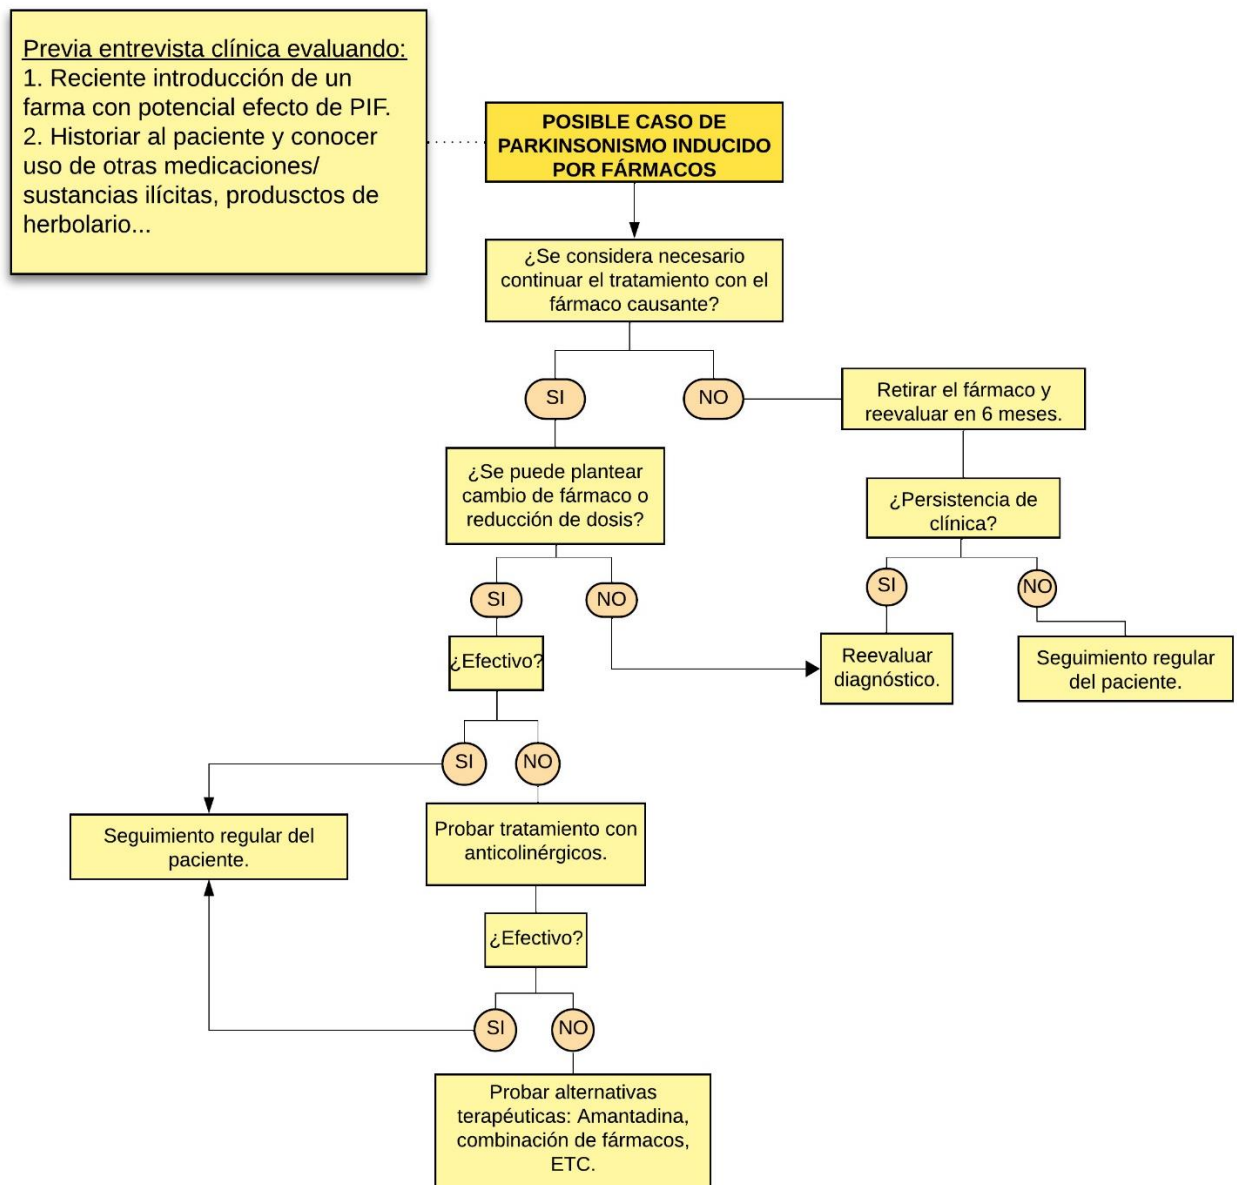 Previa entrevista clínica evaluando:
1. Reciente introducción de un
farma con potencial efecto de PIF.
2. Historiar al paciente y conocer
uso de otras medicaciones/
sustancias ilícitas, produsctos de
herbolario...
POSIBLE CASO DE
PARKINSONISMO INDUCIDO
POR FÁRMACOS
¿Se considera necesario
continuar el tratamiento con el
fármaco causante?
SI
NO
Retirar el fármaco y
reevaluar en 6 meses.
¿Se puede plantear
cambio de fármaco o
reducción de dosis?
¿Persistencia de
clínica?
SI
NO
SI
NO
¿Efectivo?
Reevaluar
diagnóstico.
Seguimiento regular
del paciente.
SI
NO
Seguimiento regular del
paciente.
Probar tratamiento con
anticolinérgicos.
¿Efectivo?
SI
NO
Probar alternativas
terapéuticas: Amantadina,
combinación de fármacos,
ETC.